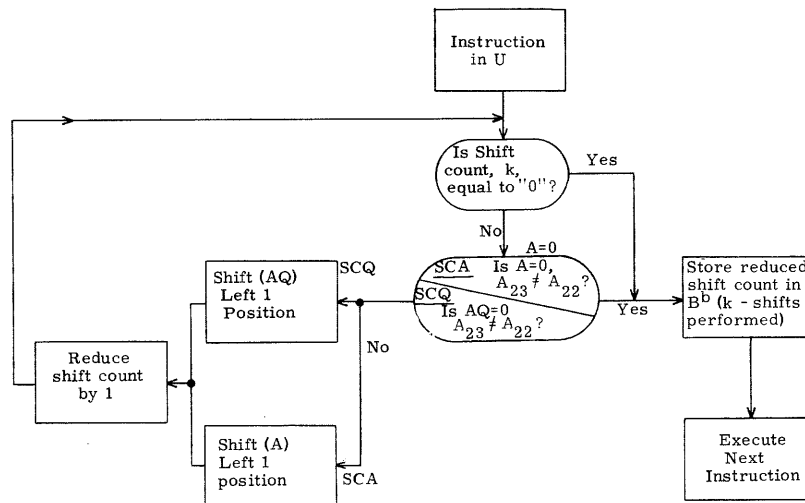 Instruction
in U
Is Shift
count, k,
equal to "0"?
Yes
No
A=0
SCA Is A=0,
A23 ≠ A22?
SCQ
Is AQ=0
A23 ≠ A22?
Yes
Store reduced
shift count in
Bb (k - shifts
performed)
Execute
Next
Instruction
SCQ
No
SCA
Shift (AQ)
Left 1
Position
Shift (A)
Left 1
position
Reduce
shift count
by 1